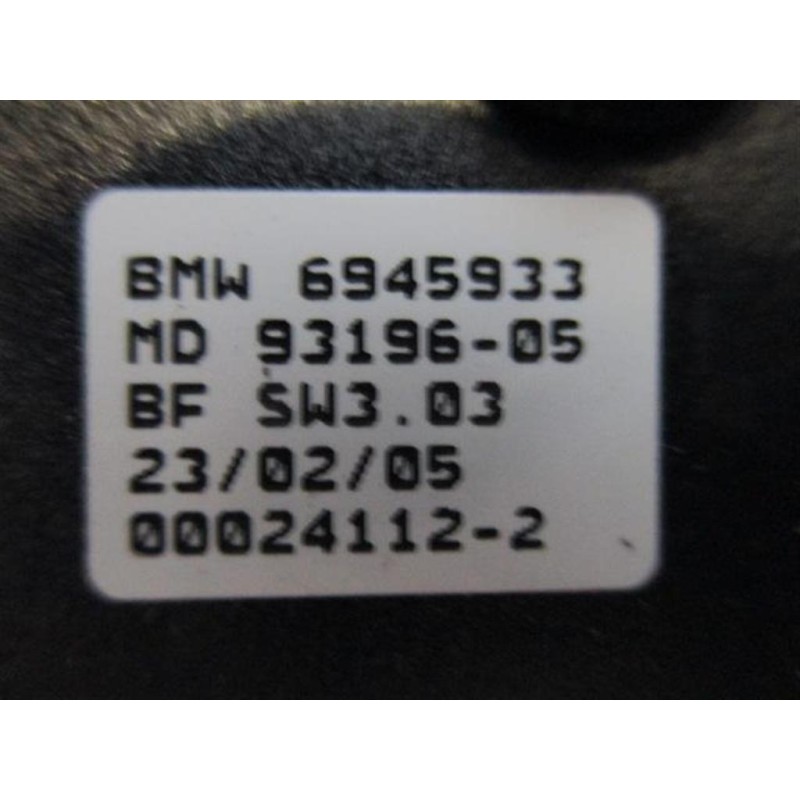 BMW 6945933
MD 93196-05
BF SW3.03
23/02/05
00024112-2